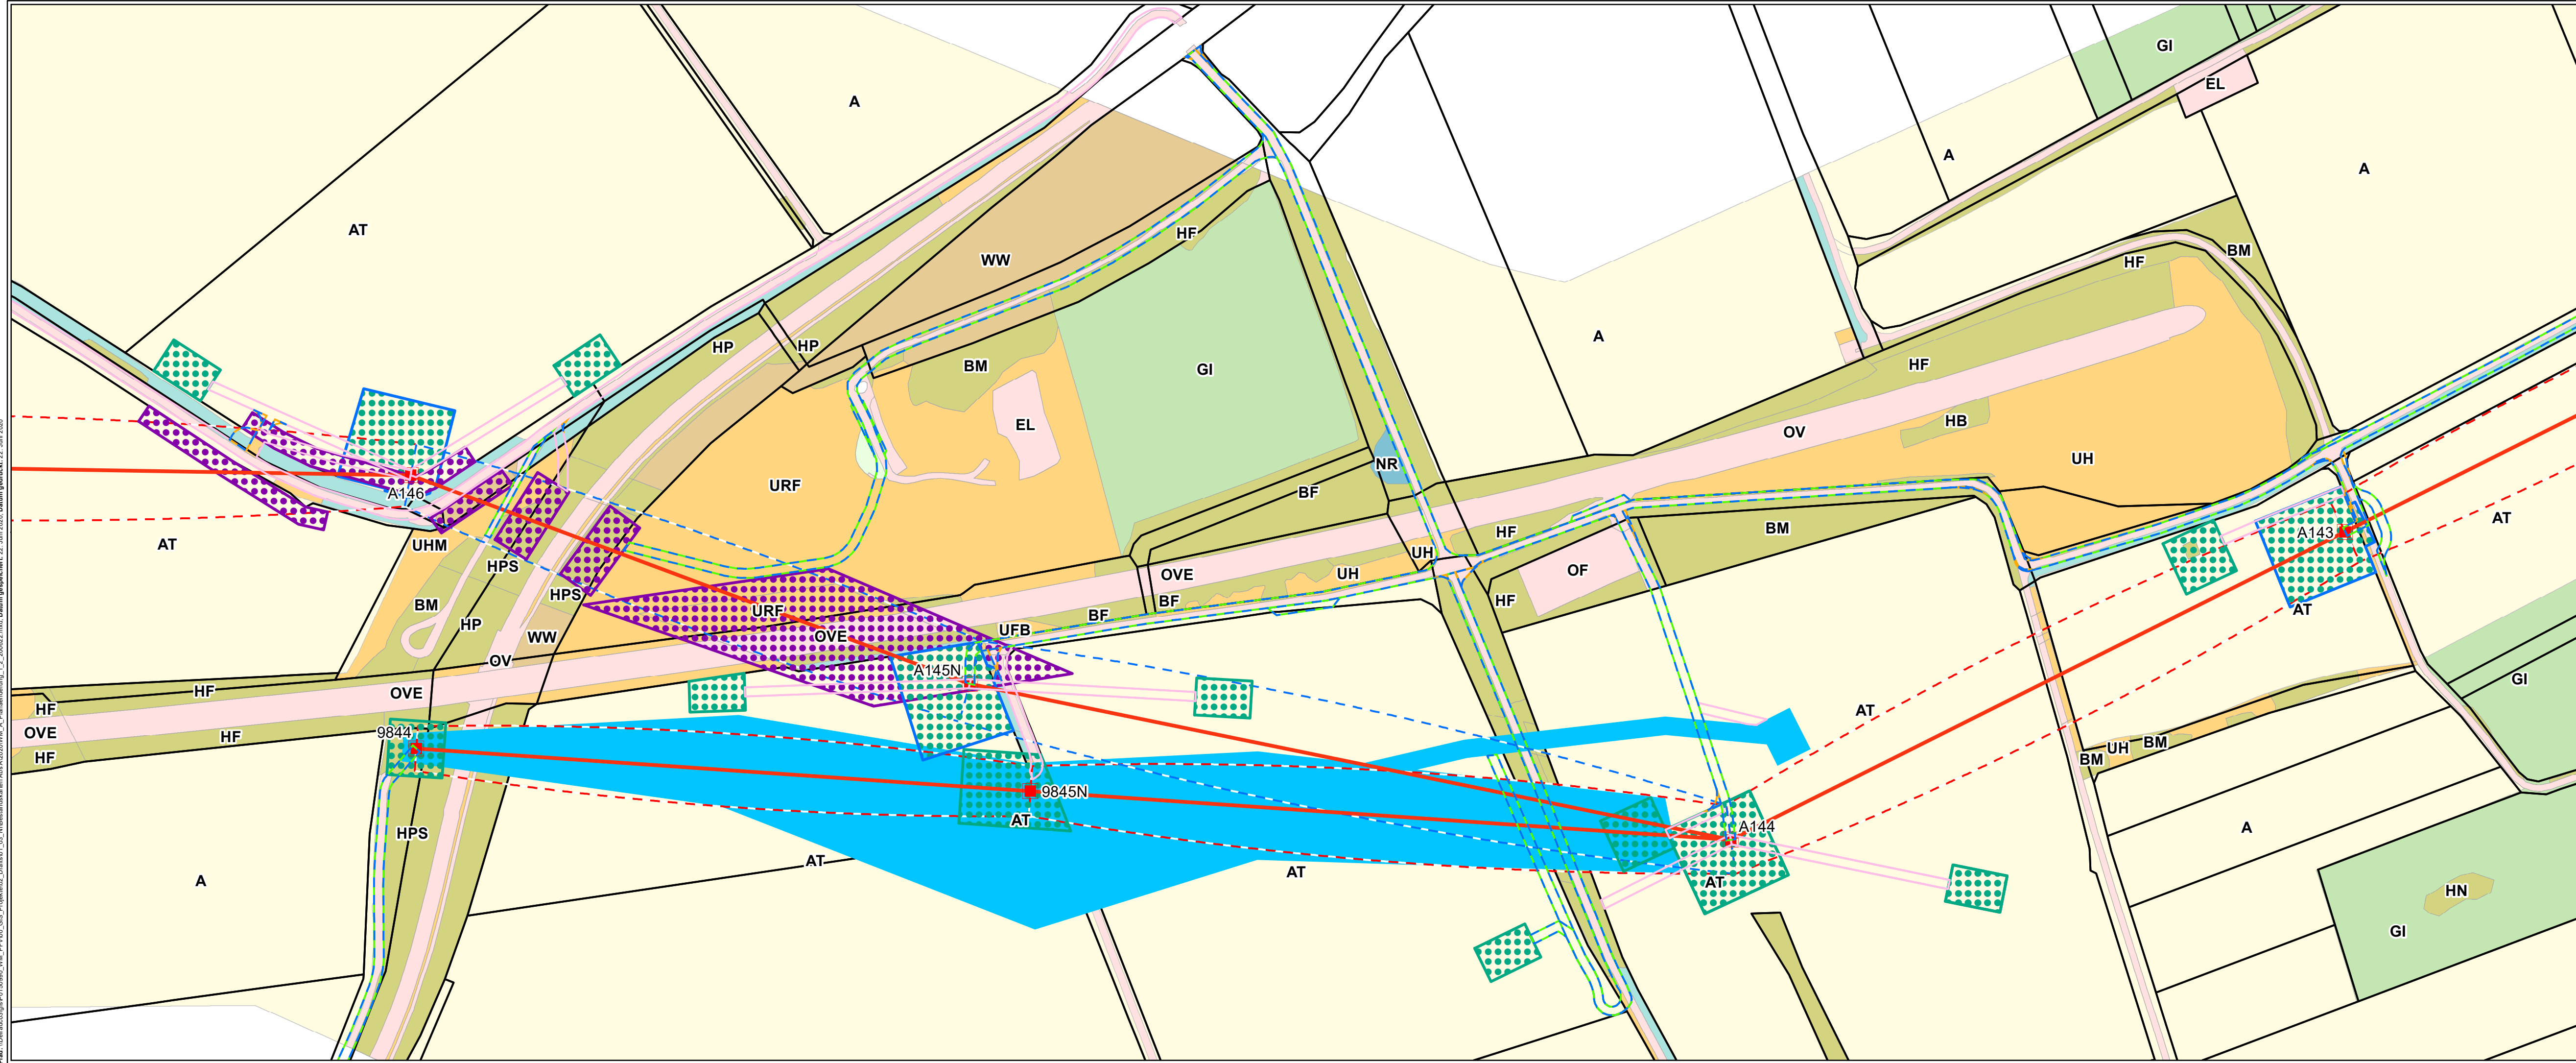 GI
EL
A
A
A
AT
HF
BM
WW
HF
A
HP
HP
BM
GI
HF
EL
HB
OV
NR
UH
URF
BF
A146
AT
AT
HF
BM
A143
UHM
UH
HPS
OVE
UH
OF
HPS
BF
HF
BM
URF
AT
BF
HP
UFB
WW
OVE
OV
A145N
GI
HF
OVE
HF
AT
OVE
9844
HF
UH
BM
HF
BM
9845N
AT
A144
HPS
A
AT
AT
AT
A
HN
GI